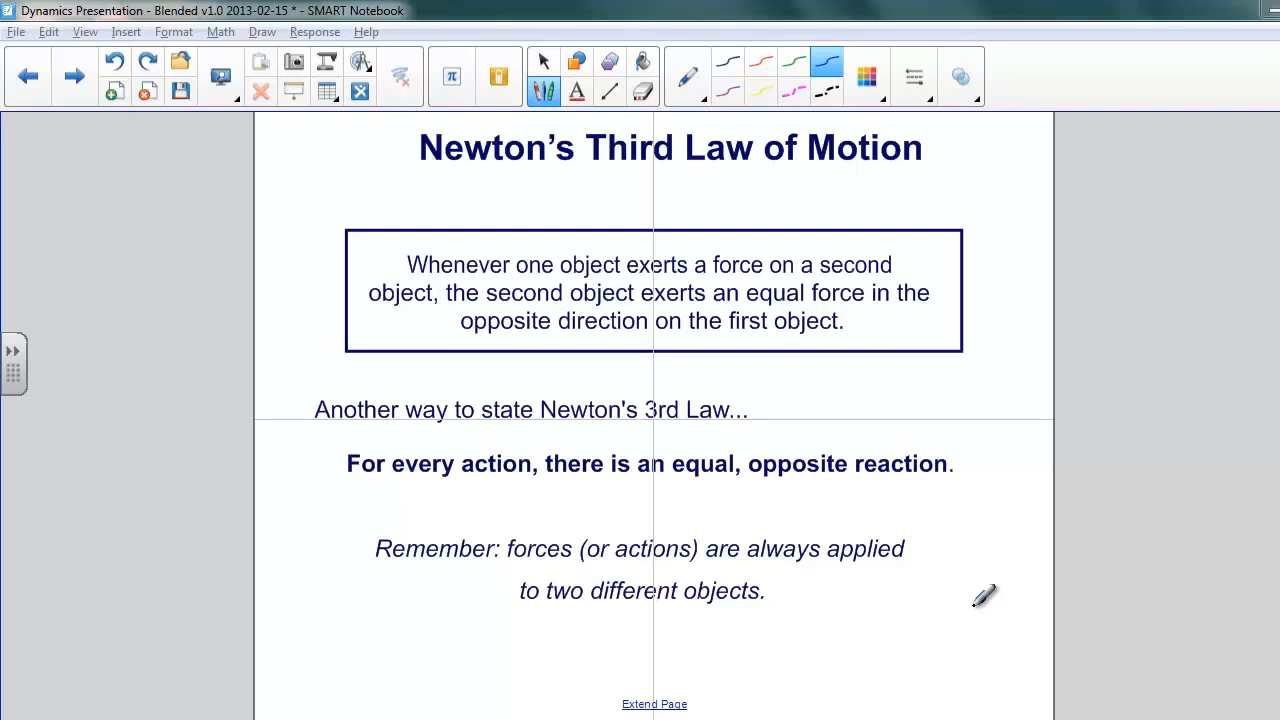 Dynamics Presentation - Blended v1.0 2013-02-15 * - SMART Notebook
File Edit View Insert Format Math Draw Response Help
π
A
Newton's Third Law of Motion
Whenever one object exerts a force on a second
object, the second object exerts an equal force in the
opposite direction on the first object.
Another way to state Newton's 3rd Law...
For every action, there is an equal, opposite reaction.
Remember: forces (or actions) are always applied
to two different objects.
Extend Page